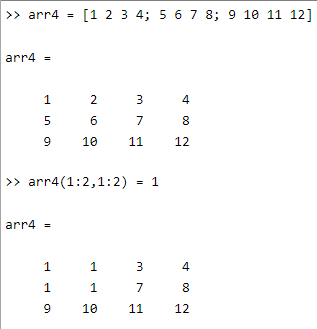 >> arr4 = [1 2 3 4; 5 6 7 8; 9 10 11 12]
arr4 =
1 2 3 4
5 6 7 8
9 10 11 12
>> arr4(1:2,1:2) = 1
arr4 =
1 1 3 4
1 1 7 8
9 10 11 12